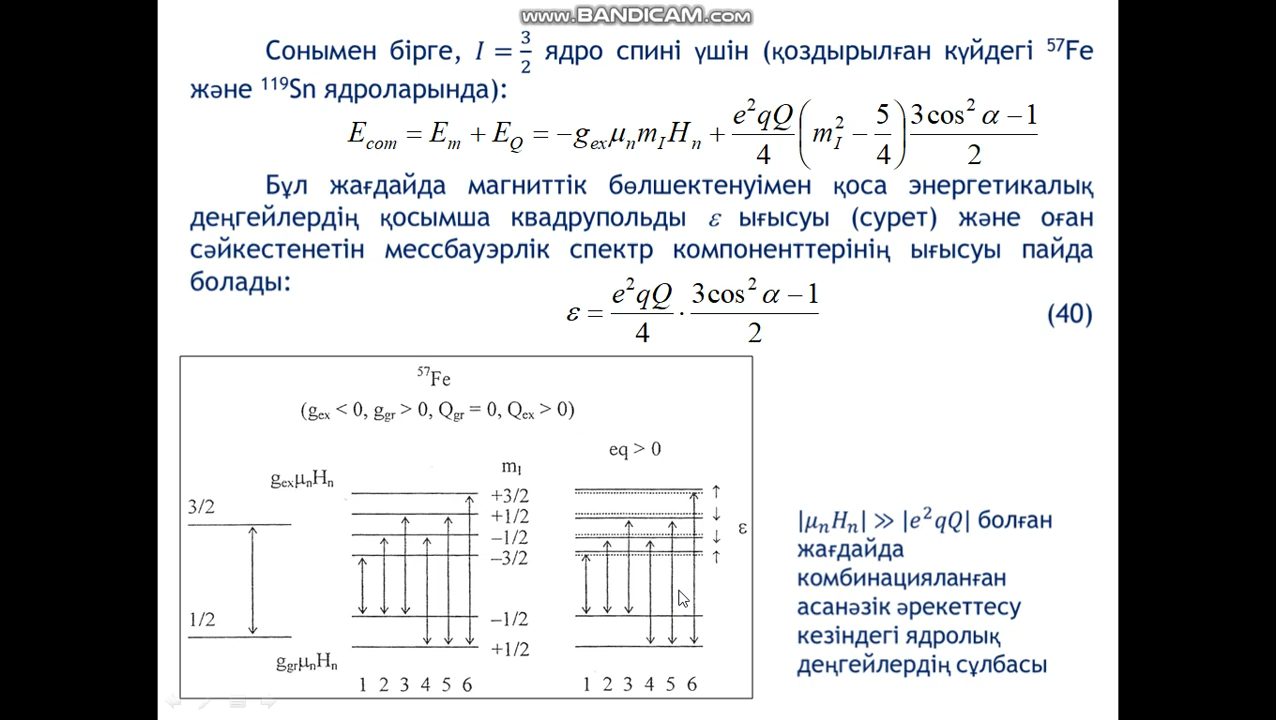 www.BANDICAM.com
Сонымен бірге, I = 3/2 ядро спині үшін (қоздырылған күйдегі ⁵⁷Fe
және ¹¹⁹Sn ядроларында):
E_com = E_m + E_Q = −g_ex μ_n m_I H_n + e²qQ/4 (m_I² − 5/4) (3cos² α − 1)/2
Бұл жағдайда магниттік бөлшектенуімен қоса энергетикалық
деңгейлердің қосымша квадрупольды ε ығысуы (сурет) және оған
сәйкестенетін мессбауэрлік спектр компоненттерінің ығысуы пайда
болады:
ε = e²qQ/4 · (3cos² α − 1)/2 (40)
⁵⁷Fe
(g_ex < 0, g_gr > 0, Q_gr = 0, Q_ex > 0)
eq > 0
g_ex μ_n H_n
m_I
3/2
+3/2
+1/2
−1/2
−3/2
ε
1/2
−1/2
+1/2
g_gr μ_n H_n
1 2 3 4 5 6
1 2 3 4 5 6
|μ_n H_n| ≫ |e²qQ| болған
жағдайда
комбинацияланған
асанәзік әрекеттесу
кезіндегі ядролық
деңгейлердің сұлбасы